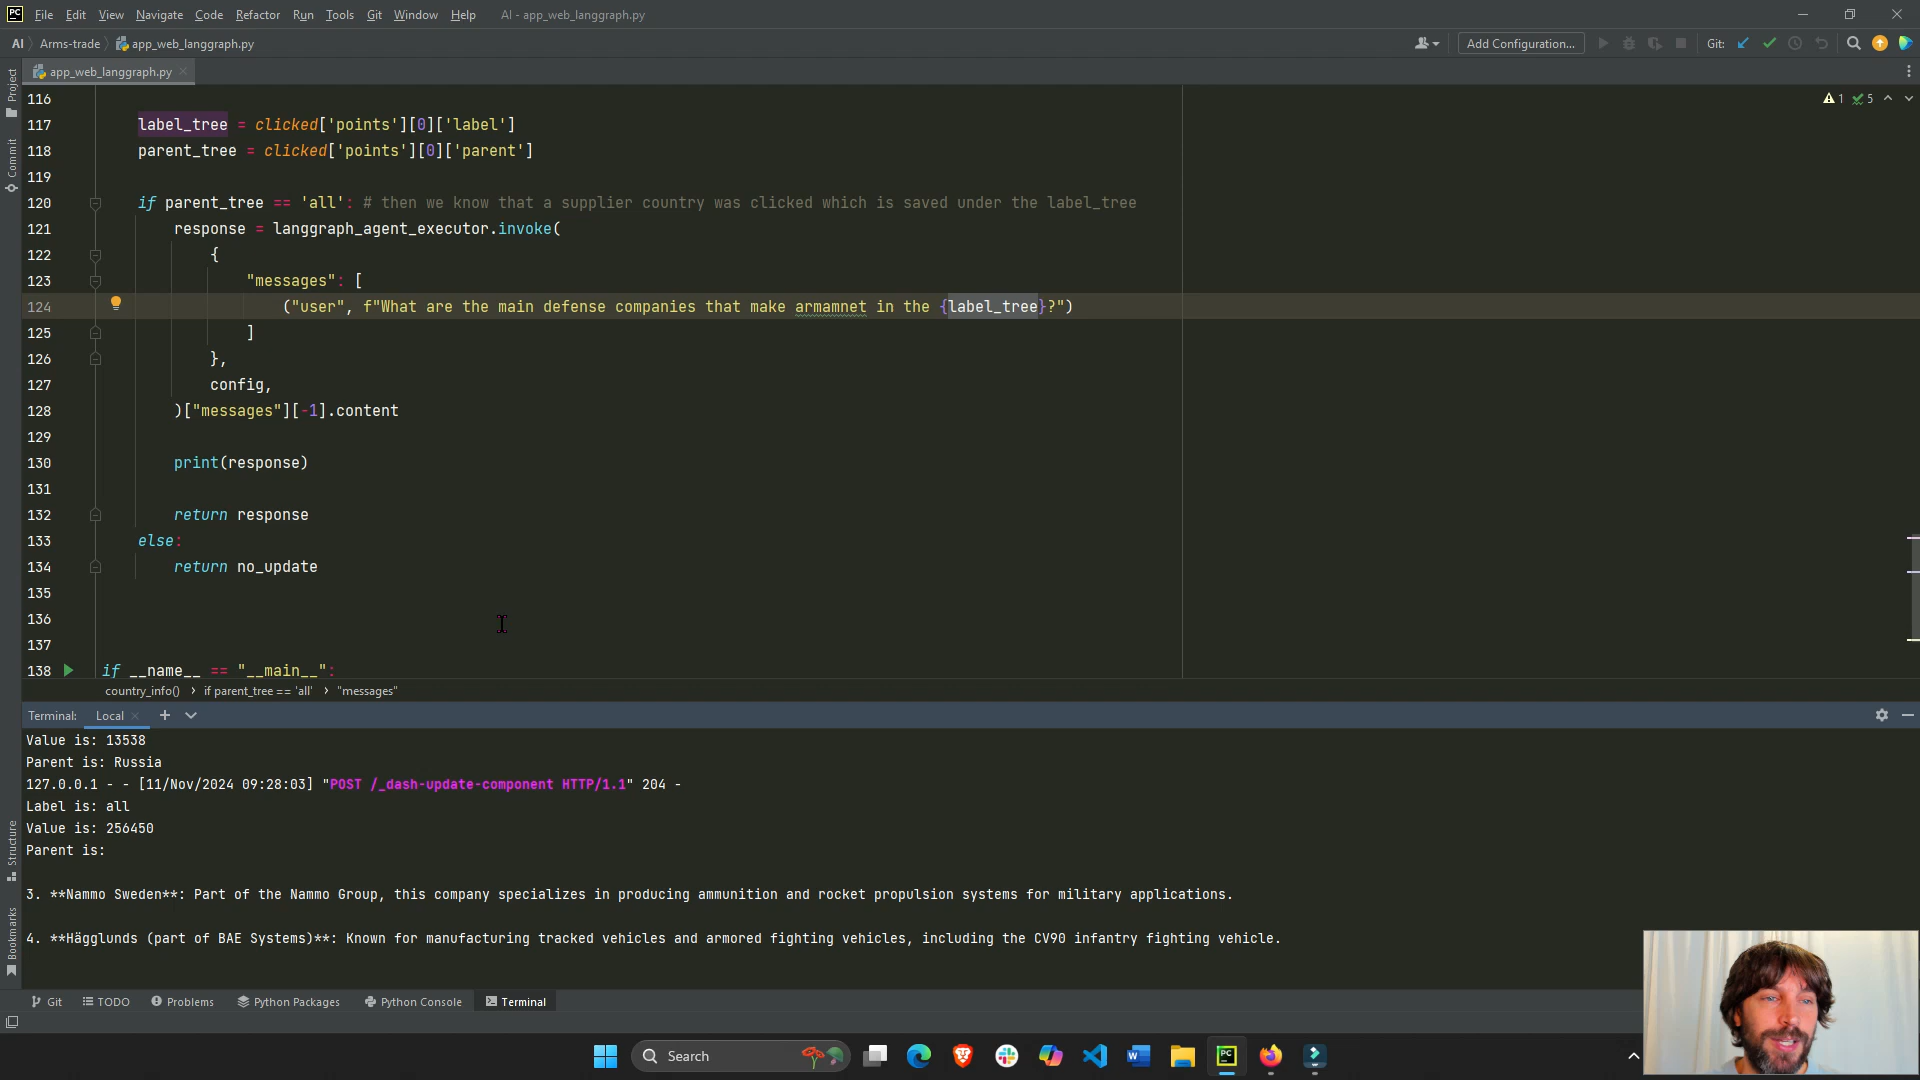 PC File Edit View Navigate Code Refactor Run Tools Git Window Help AI - app_web_langgraph.py
AI Arms-trade app_web_langgraph.py Add Configuration... Git:
app_web_langgraph.py
Project
Commit
Structure
Bookmarks
1 5
116
117 label_tree = clicked['points'][0]['label']
118 parent_tree = clicked['points'][0]['parent']
119
120 if parent_tree == 'all': # then we know that a supplier country was clicked which is saved under the label_tree
121 response = langgraph_agent_executor.invoke(
122 {
123 "messages": [
124 ("user", f"What are the main defense companies that make armamnet in the {label_tree}?")
125 ]
126 },
127 config,
128 )["messages"][-1].content
129
130 print(response)
131
132 return response
133 else:
134 return no_update
135
136
137
138 if __name__ == "__main__":
country_info() if parent_tree == 'all' "messages"
Terminal: Local
Value is: 13538
Parent is: Russia
127.0.0.1 - - [11/Nov/2024 09:28:03] "POST /_dash-update-component HTTP/1.1" 204 -
Label is: all
Value is: 256450
Parent is:
3. **Nammo Sweden**: Part of the Nammo Group, this company specializes in producing ammunition and rocket propulsion systems for military applications.
4. **Hägglunds (part of BAE Systems)**: Known for manufacturing tracked vehicles and armored fighting vehicles, including the CV90 infantry fighting vehicle.
Git TODO Problems Python Packages Python Console Terminal
Search PC